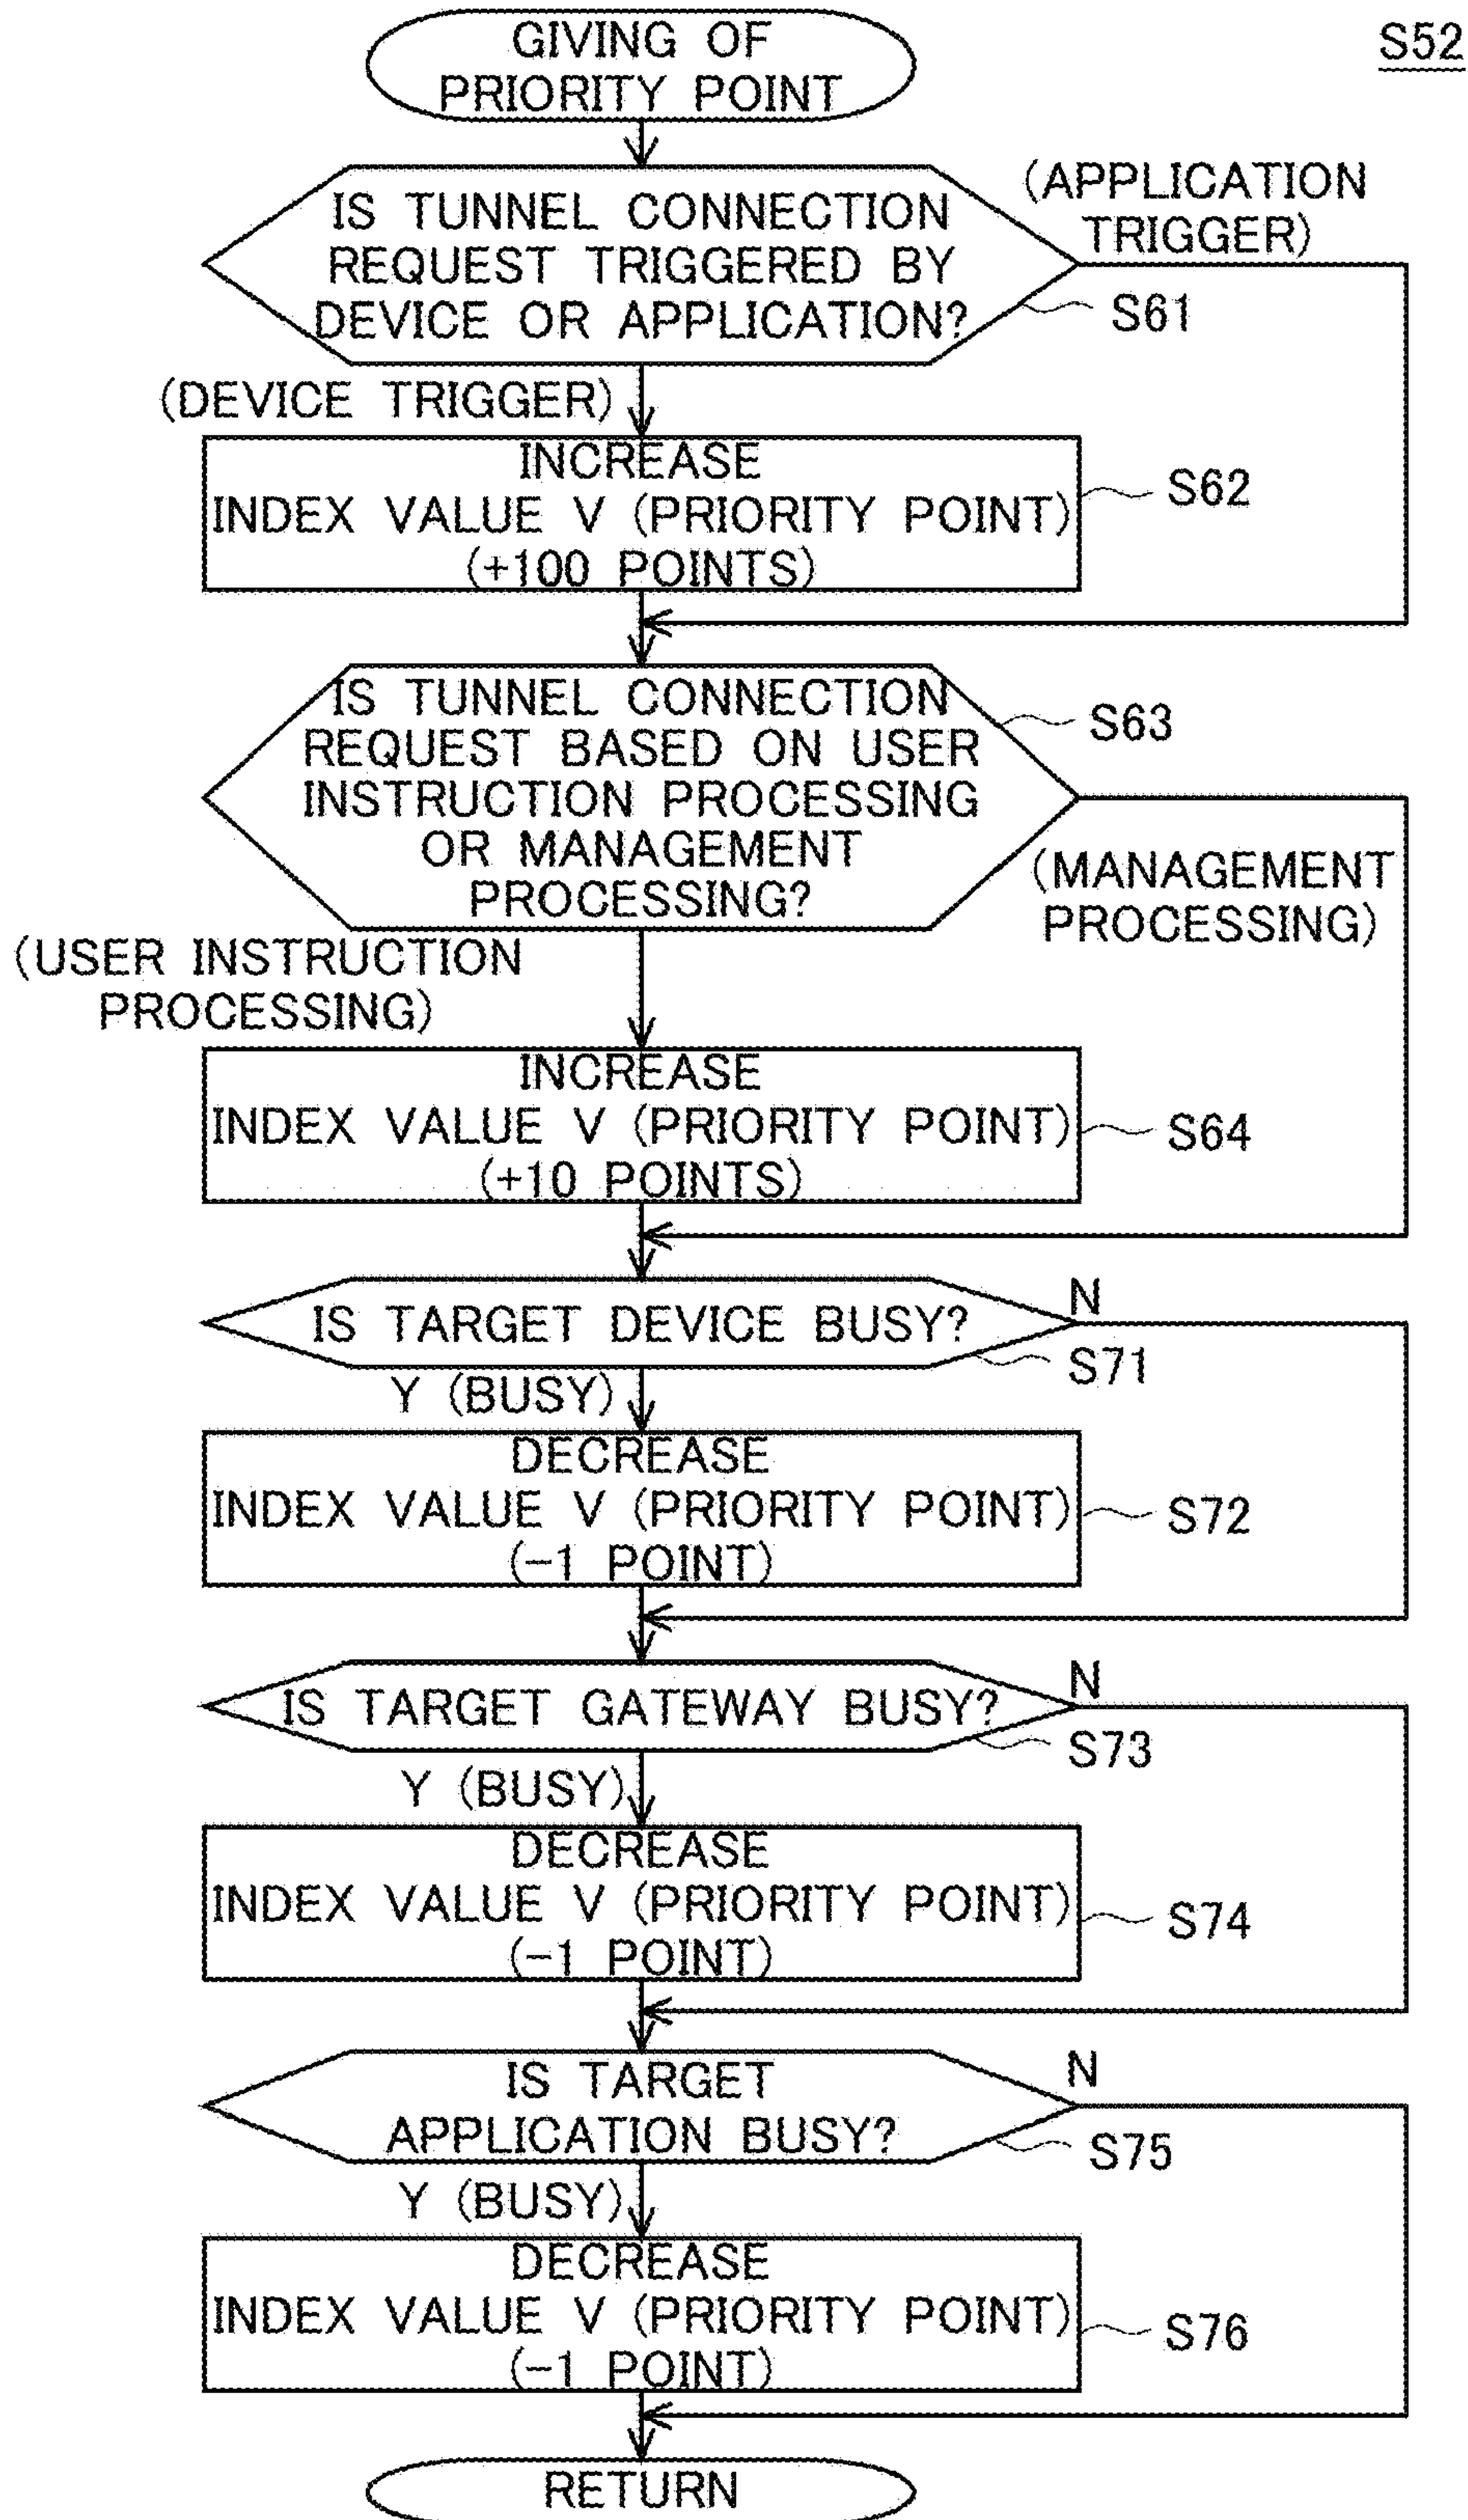 S52
GIVING OF
PRIORITY POINT
IS TUNNEL CONNECTION
REQUEST TRIGGERED BY
DEVICE OR APPLICATION?
(APPLICATION
TRIGGER)
S61
(DEVICE TRIGGER)
INCREASE
INDEX VALUE V (PRIORITY POINT)
(+100 POINTS)
S62
IS TUNNEL CONNECTION
REQUEST BASED ON USER
INSTRUCTION PROCESSING
OR MANAGEMENT
PROCESSING?
S63
(MANAGEMENT
PROCESSING)
(USER INSTRUCTION
PROCESSING)
INCREASE
INDEX VALUE V (PRIORITY POINT)
(+10 POINTS)
S64
IS TARGET DEVICE BUSY?
N
S71
Y (BUSY)
DECREASE
INDEX VALUE V (PRIORITY POINT)
(-1 POINT)
S72
IS TARGET GATEWAY BUSY?
N
S73
Y (BUSY)
DECREASE
INDEX VALUE V (PRIORITY POINT)
(-1 POINT)
S74
IS TARGET
APPLICATION BUSY?
N
S75
Y (BUSY)
DECREASE
INDEX VALUE V (PRIORITY POINT)
(-1 POINT)
S76
RETURN